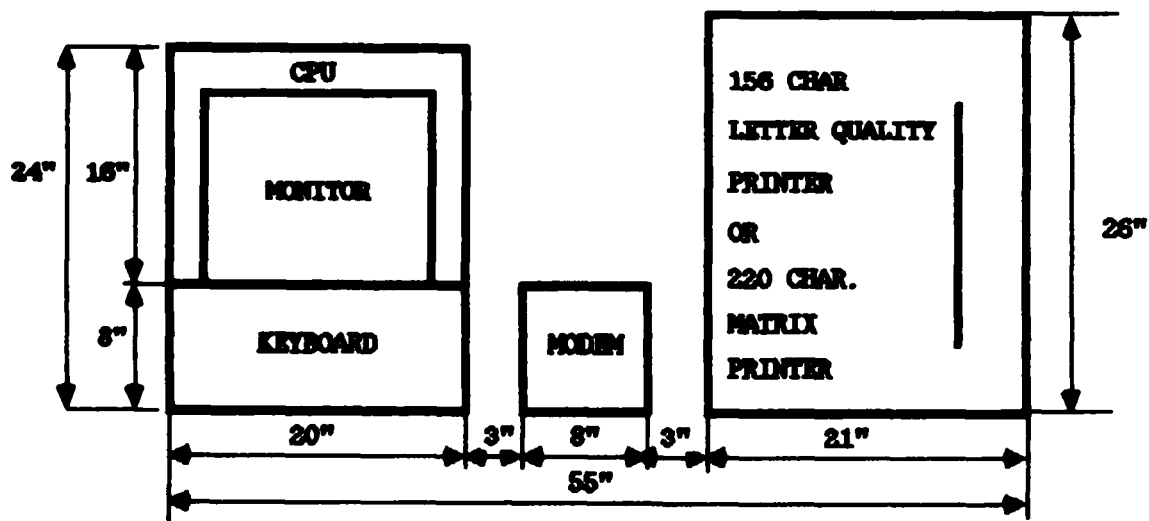 CPU
MONITOR
KEYBOARD
24"
16"
8"
MODEM
156 CHAR
LETTER QUALITY
PRINTER
OR
220 CHAR.
MATRIX
PRINTER
26"
20"
3"
8"
3"
21"
55"